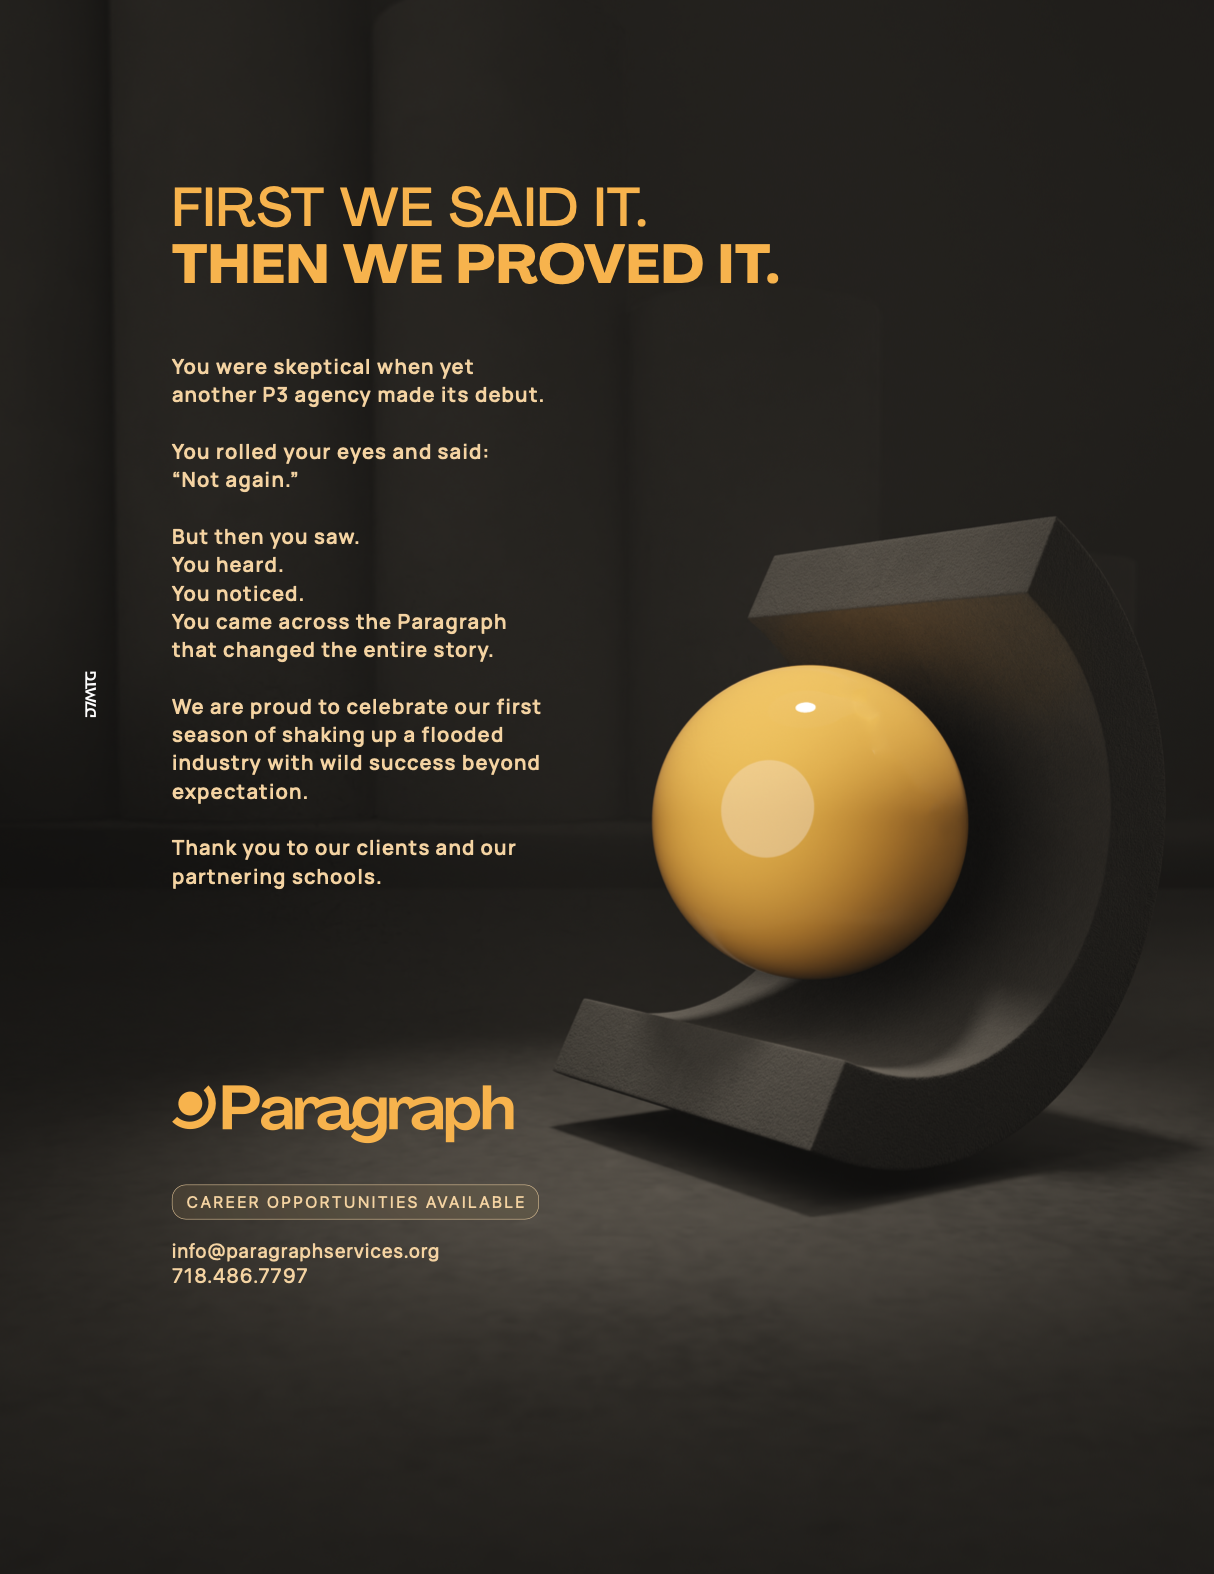 FIRST WE SAID IT.
THEN WE PROVED IT.
You were skeptical when yet
another P3 agency made its debut.
You rolled your eyes and said:
“Not again.”
But then you saw.
You heard.
You noticed.
You came across the Paragraph
that changed the entire story.
We are proud to celebrate our first
season of shaking up a flooded
industry with wild success beyond
expectation.
Thank you to our clients and our
partnering schools.
Paragraph
CAREER OPPORTUNITIES AVAILABLE
info@paragraphservices.org
718.486.7797